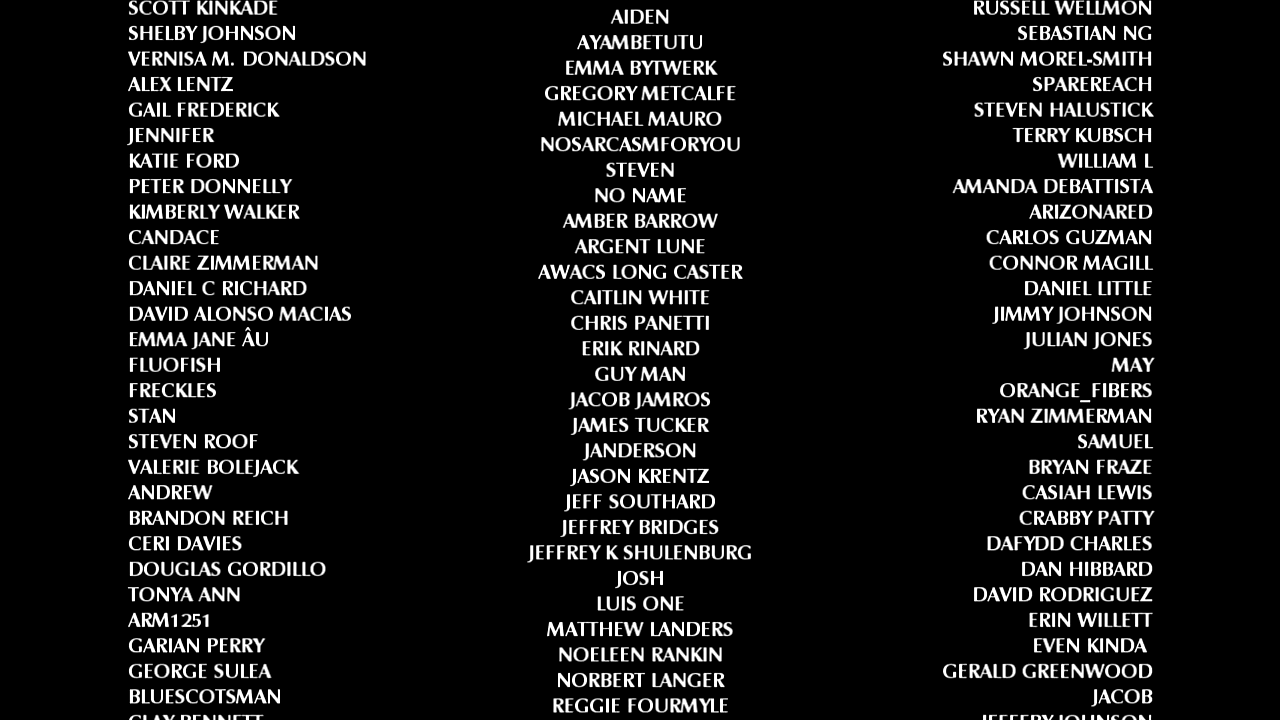 SCOTT KINKADE
SHELBY JOHNSON
VERNISA M. DONALDSON
ALEX LENTZ
GAIL FREDERICK
JENNIFER
KATIE FORD
PETER DONNELLY
KIMBERLY WALKER
CANDACE
CLAIRE ZIMMERMAN
DANIEL C RICHARD
DAVID ALONSO MACIAS
EMMA JANE ÂU
FLUOFISH
FRECKLES
STAN
STEVEN ROOF
VALERIE BOLEJACK
ANDREW
BRANDON REICH
CERI DAVIES
DOUGLAS GORDILLO
TONYA ANN
ARM1251
GARIAN PERRY
GEORGE SULEA
BLUESCOTSMAN
CLAY BENNETT
AIDEN
AYAMBETUTU
EMMA BYTWERK
GREGORY METCALFE
MICHAEL MAURO
NOSARCASMFORYOU
STEVEN
NO NAME
AMBER BARROW
ARGENT LUNE
AWACS LONG CASTER
CAITLIN WHITE
CHRIS PANETTI
ERIK RINARD
GUY MAN
JACOB JAMROS
JAMES TUCKER
JANDERSON
JASON KRENTZ
JEFF SOUTHARD
JEFFREY BRIDGES
JEFFREY K SHULENBURG
JOSH
LUIS ONE
MATTHEW LANDERS
NOELEEN RANKIN
NORBERT LANGER
REGGIE FOURMYLE
RUSSELL WELLMON
SEBASTIAN NG
SHAWN MOREL-SMITH
SPAREREACH
STEVEN HALUSTICK
TERRY KUBSCH
WILLIAM L
AMANDA DEBATTISTA
ARIZONARED
CARLOS GUZMAN
CONNOR MAGILL
DANIEL LITTLE
JIMMY JOHNSON
JULIAN JONES
MAY
ORANGE_FIBERS
RYAN ZIMMERMAN
SAMUEL
BRYAN FRAZE
CASIAH LEWIS
CRABBY PATTY
DAFYDD CHARLES
DAN HIBBARD
DAVID RODRIGUEZ
ERIN WILLETT
EVEN KINDA
GERALD GREENWOOD
JACOB
JEFFERY JOHNSON